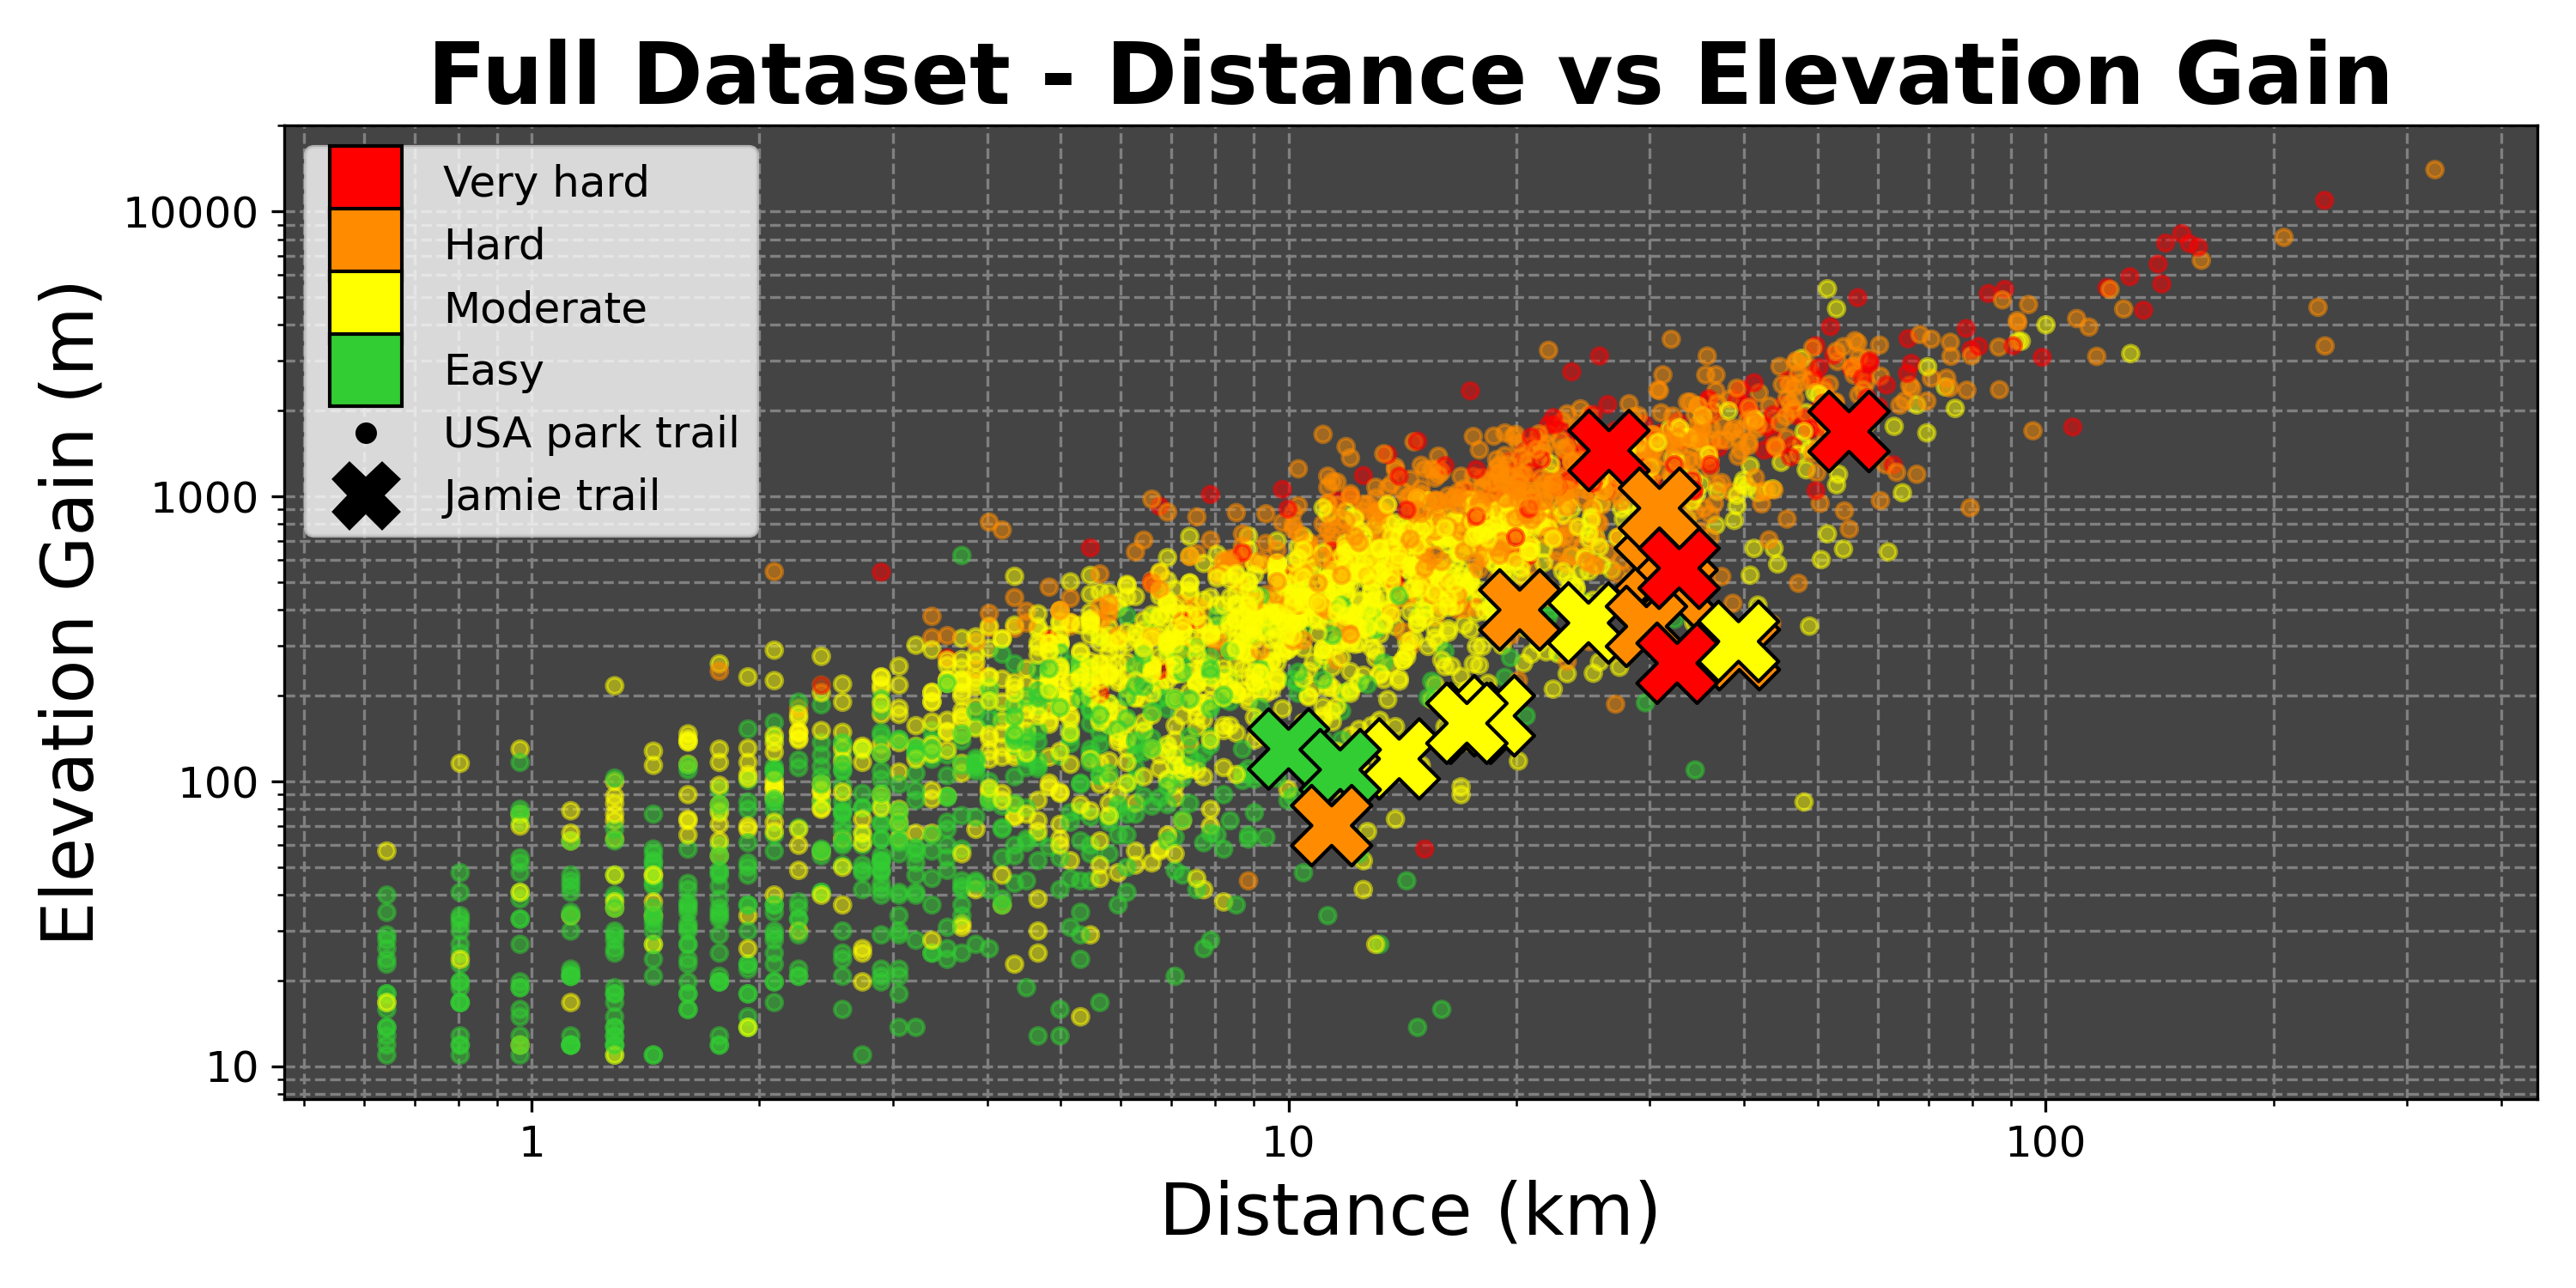 Full Dataset - Distance vs Elevation Gain
Very hard
Hard
Moderate
Easy
USA park trail
Jamie trail
Elevation Gain (m)
10000
1000
100
10
1
10
100
Distance (km)